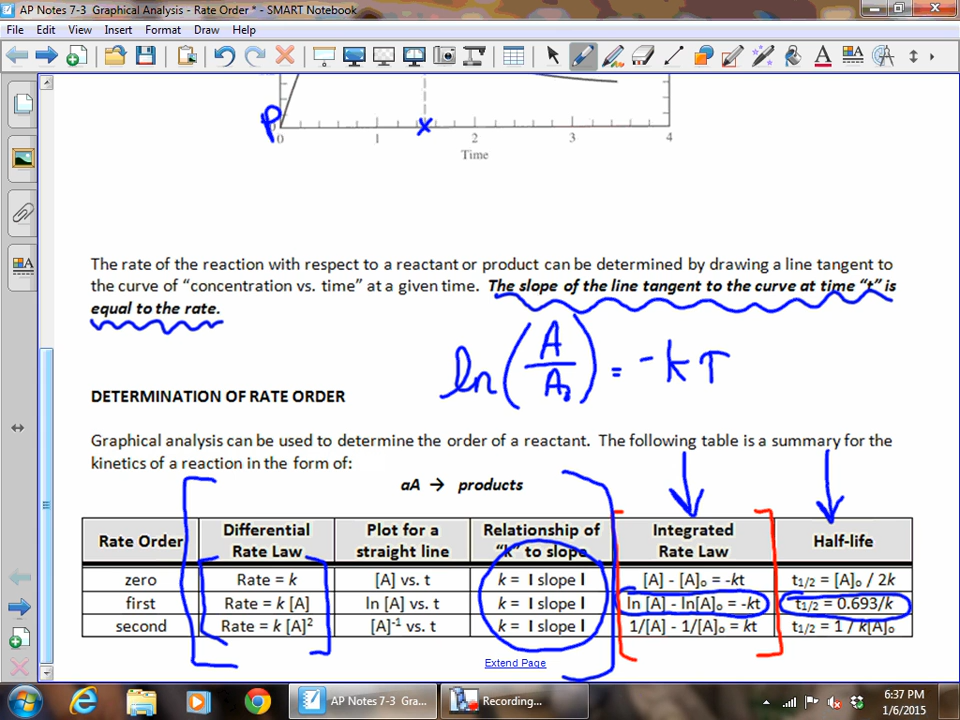 AP Notes 7-3 Graphical Analysis - Rate Order * - SMART Notebook
File Edit View Insert Format Draw Help
P
0 1 2 3 4
x
Time
The rate of the reaction with respect to a reactant or product can be determined by drawing a line tangent to
the curve of “concentration vs. time” at a given time. The slope of the line tangent to the curve at time “t” is
equal to the rate.
ln(A/A₀) = -kT
DETERMINATION OF RATE ORDER
Graphical analysis can be used to determine the order of a reactant. The following table is a summary for the
kinetics of a reaction in the form of:
aA → products
Rate Order Differential Rate Law Plot for a straight line Relationship of “k” to slope Integrated Rate Law Half-life
zero Rate = k [A] vs. t k = l slope l [A] - [A]₀ = -kt t₁/₂ = [A]₀ / 2k
first Rate = k [A] ln [A] vs. t k = l slope l ln [A] - ln[A]₀ = -kt t₁/₂ = 0.693/k
second Rate = k [A]² [A]⁻¹ vs. t k = l slope l 1/[A] - 1/[A]₀ = kt t₁/₂ = 1 / k[A]₀
Extend Page
AP Notes 7-3 Gra... Recording...
6:37 PM
1/6/2015